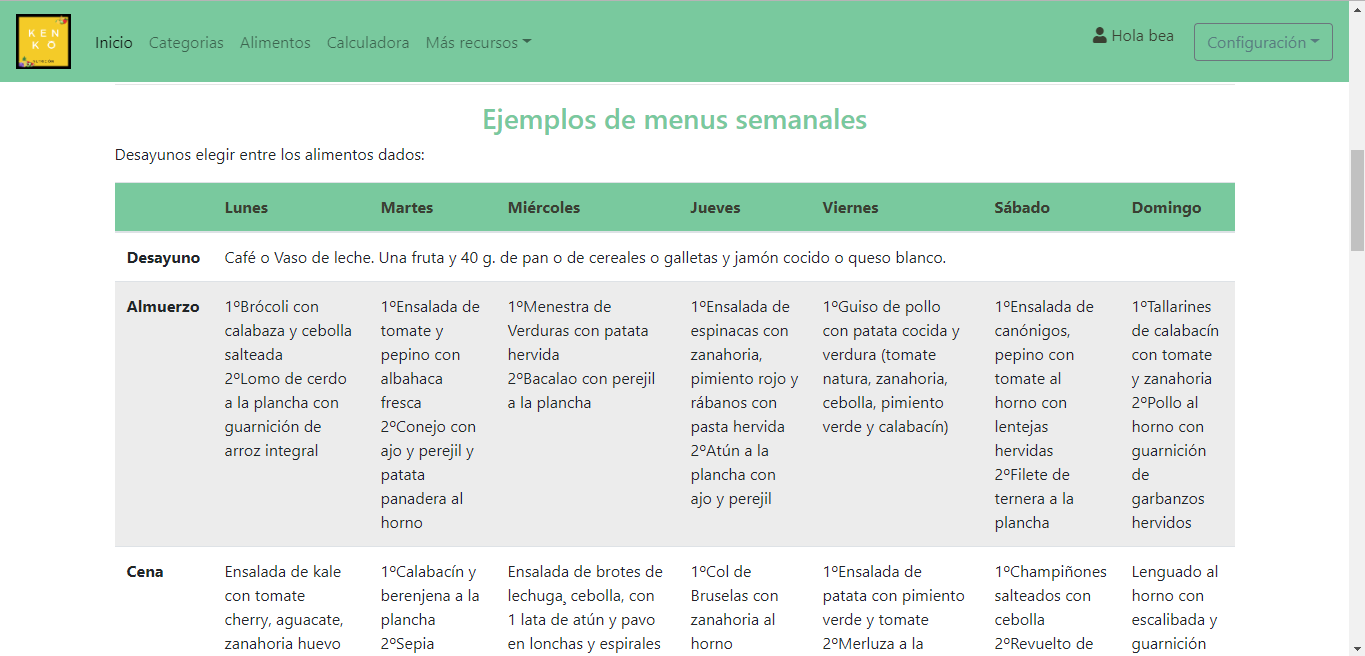 KEN
KO
Inicio Categorias Alimentos Calculadora Más recursos
Hola bea
Configuración
Ejemplos de menus semanales
Desayunos elegir entre los alimentos dados:
Lunes Martes Miércoles Jueves Viernes Sábado Domingo
Desayuno
Café o Vaso de leche. Una fruta y 40 g. de pan o de cereales o galletas y jamón cocido o queso blanco.
Almuerzo
1ºBrócoli con
calabaza y cebolla
salteada
2ºLomo de cerdo
a la plancha con
guarnición de
arroz integral
1ºEnsalada de
tomate y
pepino con
albahaca
fresca
2ºConejo con
ajo y perejil y
patata
panadera al
horno
1ºMenestra de
Verduras con patata
hervida
2ºBacalao con perejil
a la plancha
1ºEnsalada de
espinacas con
zanahoria,
pimiento rojo y
rábanos con
pasta hervida
2ºAtún a la
plancha con
ajo y perejil
1ºGuiso de pollo
con patata cocida y
verdura (tomate
natura, zanahoria,
cebolla, pimiento
verde y calabacín)
1ºEnsalada de
canónigos,
pepino con
tomate al
horno con
lentejas
hervidas
2ºFilete de
ternera a la
plancha
1ºTallarines
de calabacín
con tomate
y zanahoria
2ºPollo al
horno con
guarnición
de
garbanzos
hervidos
Cena
Ensalada de kale
con tomate
cherry, aguacate,
zanahoria huevo
1ºCalabacín y
berenjena a la
plancha
2ºSepia
Ensalada de brotes de
lechuga¸ cebolla, con
1 lata de atún y pavo
en lonchas y espirales
1ºCol de
Bruselas con
zanahoria al
horno
1ºEnsalada de
patata con pimiento
verde y tomate
2ºMerluza a la
1ºChampiñones
salteados con
cebolla
2ºRevuelto de
Lenguado al
horno con
escalibada y
guarnición